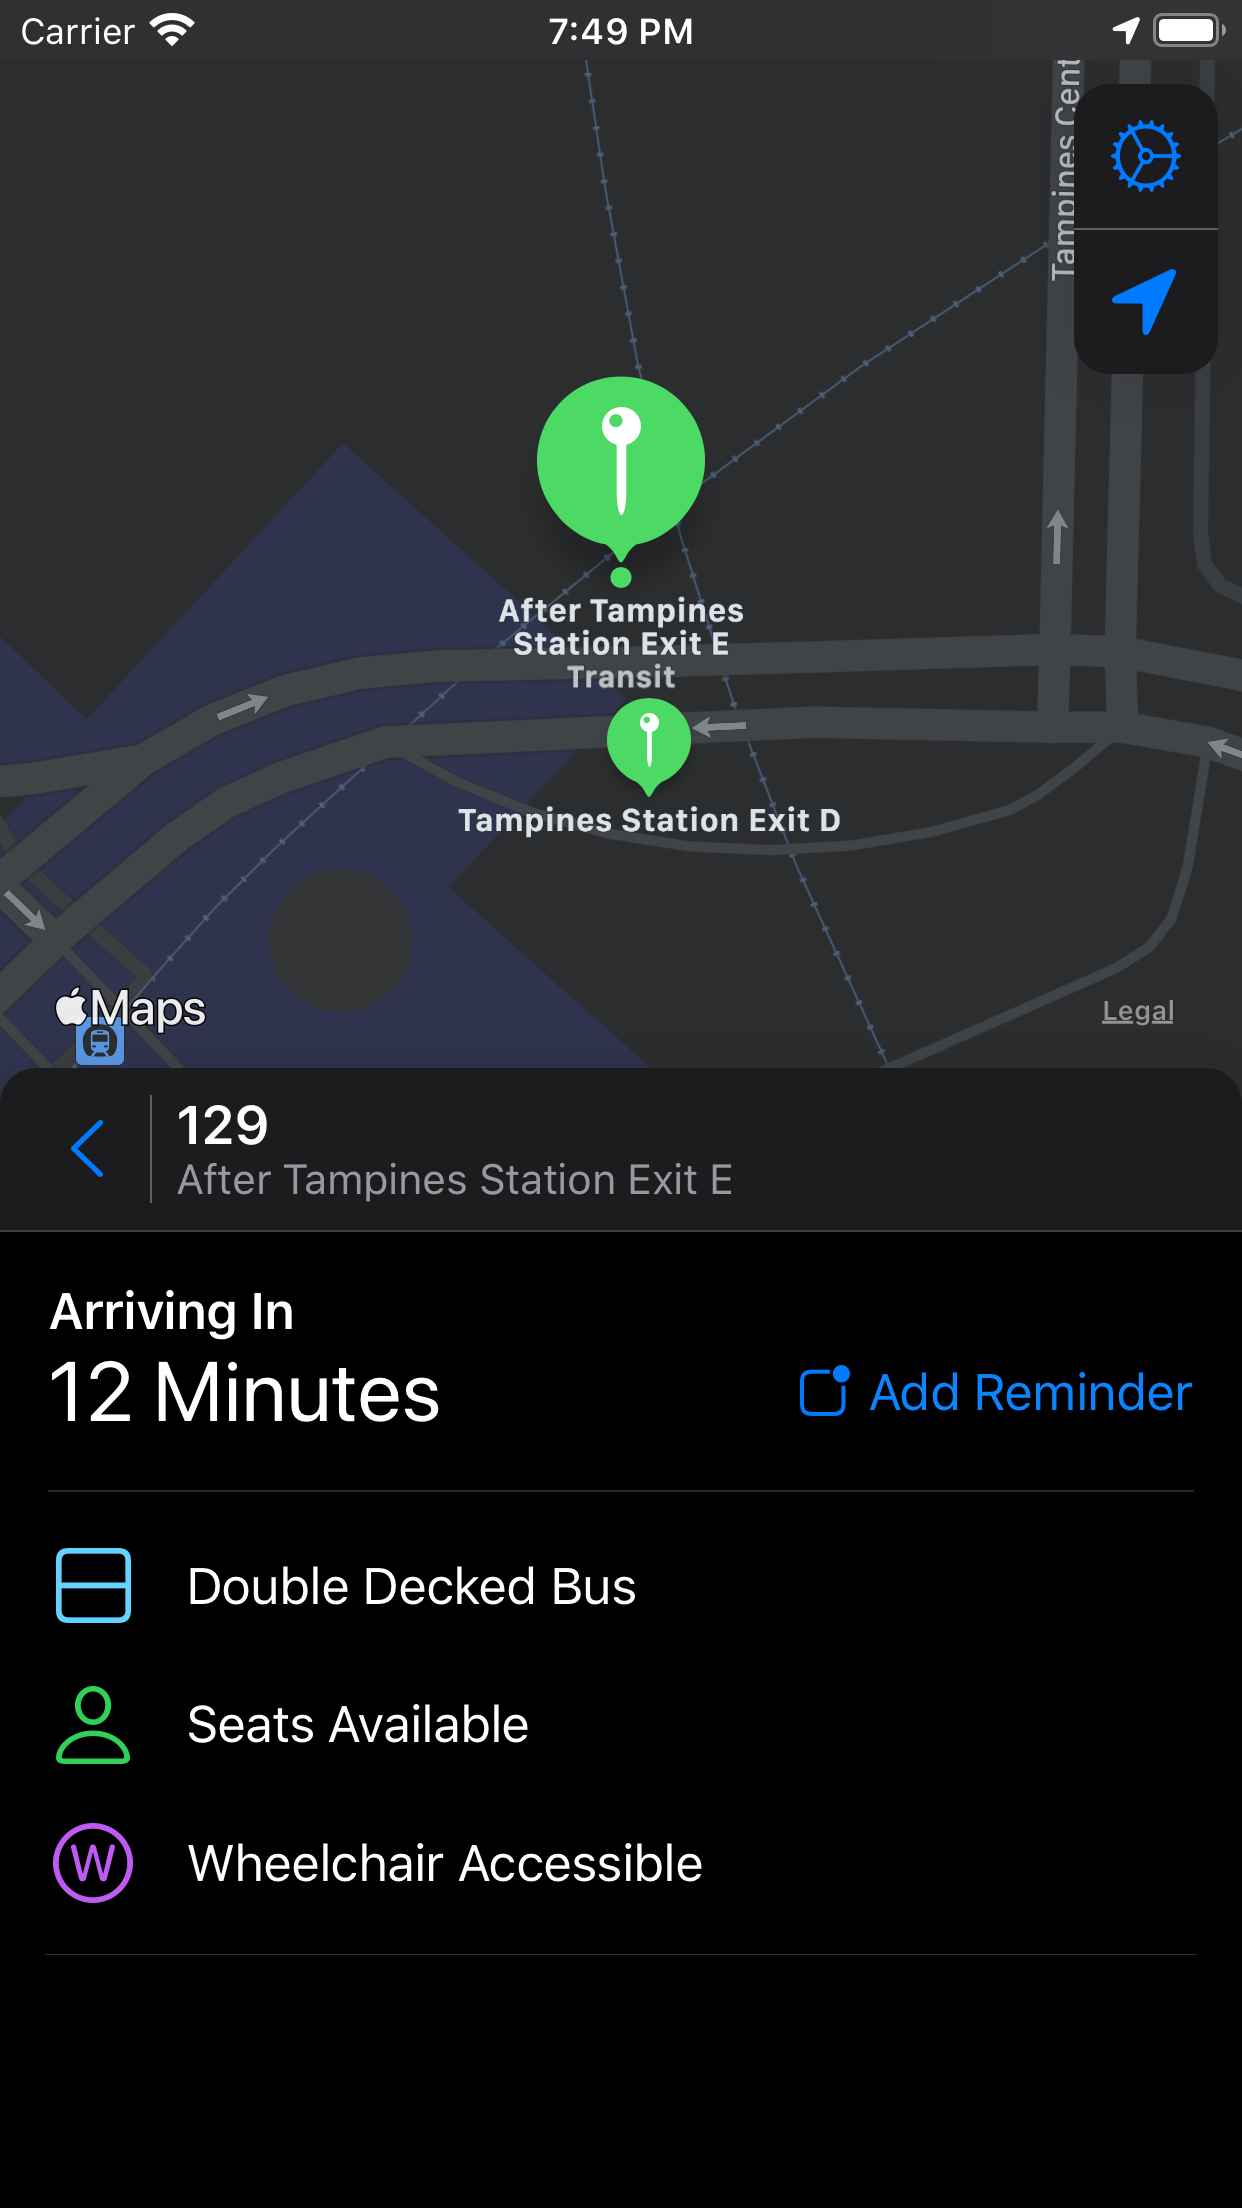 Carrier
7:49 PM
Tampines Cent
After Tampines
Station Exit E
Transit
Tampines Station Exit D
Maps
Legal
129
After Tampines Station Exit E
Arriving In
12 Minutes
Add Reminder
Double Decked Bus
Seats Available
W
Wheelchair Accessible